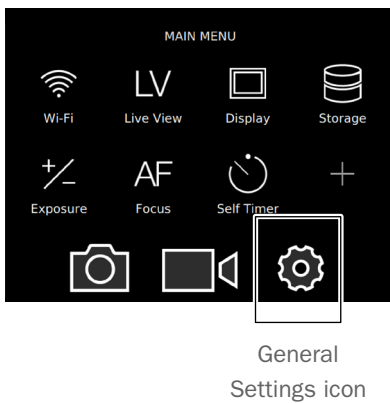 MAIN MENU
Wi-Fi Live View Display Storage
LV
AF
Exposure Focus Self Timer
General
Settings icon